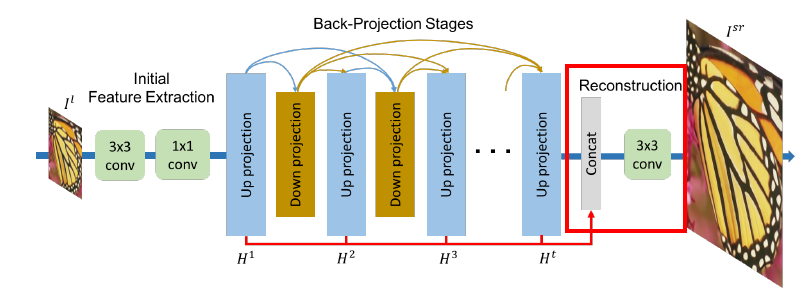 Back-Projection Stages
Initial
Feature Extraction
Reconstruction
I^l
I^sr
3x3
conv
1x1
conv
Up projection
Down projection
Up projection
Down projection
Up projection
. . .
Up projection
Concat
3x3
conv
H^1
H^2
H^3
H^t